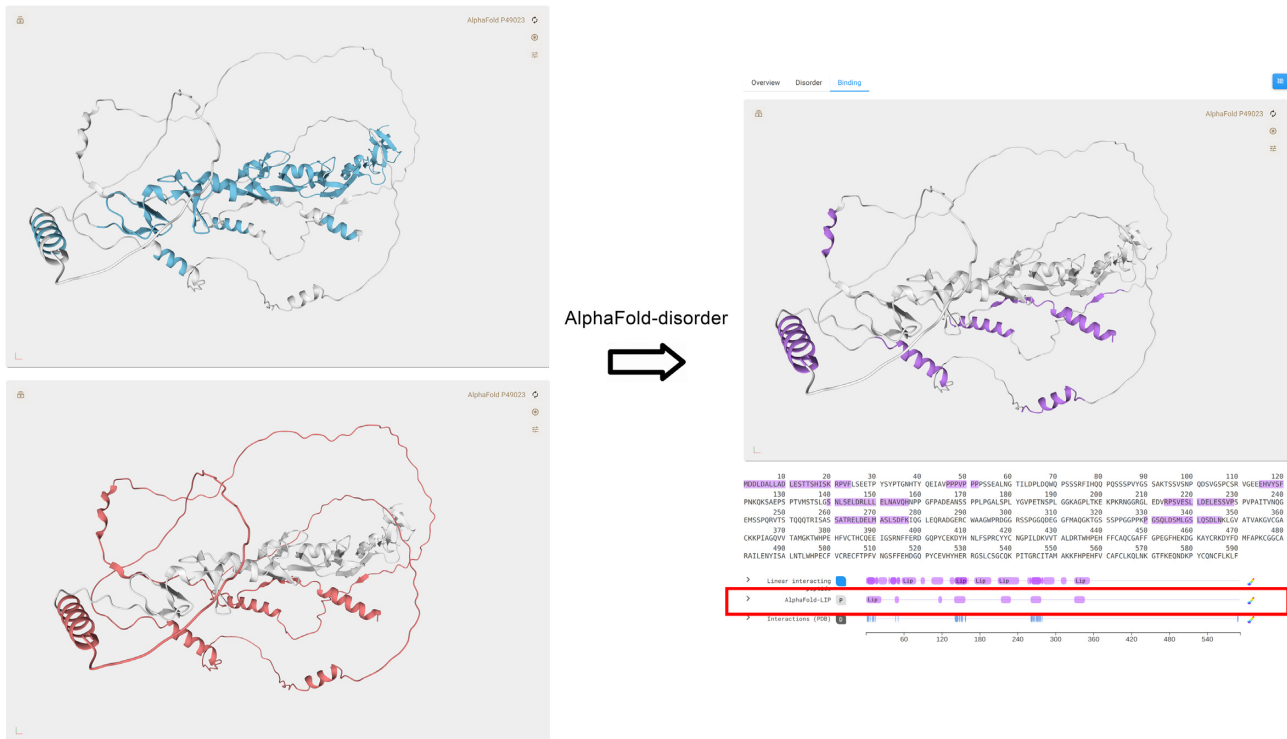 AlphaFold P49023
AlphaFold P49023
AlphaFold-disorder
Overview Disorder Binding
AlphaFold P49023
10 20 30 40 50 60 70 80 90 100 110 120
MDDLDALLAD LESTTSHISK RPVFLSEETP YSYPTGNHTY QEIAVPPPVP PPPSSEALNG TILDPLDQWQ PSSSRFIHQQ PQSSSPVYGS SAKTSSVSNP QDSVGSPCSR VGEEEHVYSF
130 140 150 160 170 180 190 200 210 220 230 240
PNKQKSAEPS PTVMSTSLGS NLSELDRLLL ELNAVQHNPP GFPADEANSS PPLPGALSPL YGVPETNSPL GGKAGPLTKE KPKRNGGRGL EDVRPSVESL LDELESSVPS PVPAITVNQG
250 260 270 280 290 300 310 320 330 340 350 360
EMSSPQRVTS TQQQTRISAS SATRELDELM ASLSDFKIQG LEQRADGERC WAAGWPRDGG RSSPGGQDEG GFMAQGKTGS SSPPGGPPKP GSQLDSMLGS LQSDLNKLGV ATVAKGVCGA
370 380 390 400 410 420 430 440 450 460 470 480
CKKPIAGQVV TAMGKTWHPE HFVCTHCQEE IGSRNFFERD GQPYCEKDYH NLFSPRCYYC NGPILDKVVT ALDRTWHPEH FFCAQCGAFF GPEGFHEKDG KAYCRKDYFD MFAPKCGGCA
490 500 510 520 530 540 550 560 570 580 590
RAILENYISA LNTLWHPECF VCRECFTPFV NGSFFEHDGQ PYCEVHYHER RGSLCSGCQK PITGRCITAM AKKFHPEHFV CAFCLKQLNK GTFKEQNDKP YCQNCFLKLF
Linear interacting Lip Lip Lip Lip Lip
AlphaFold-LIP P Lip
Interactions (PDB) D
60 120 180 240 300 360 420 480 540